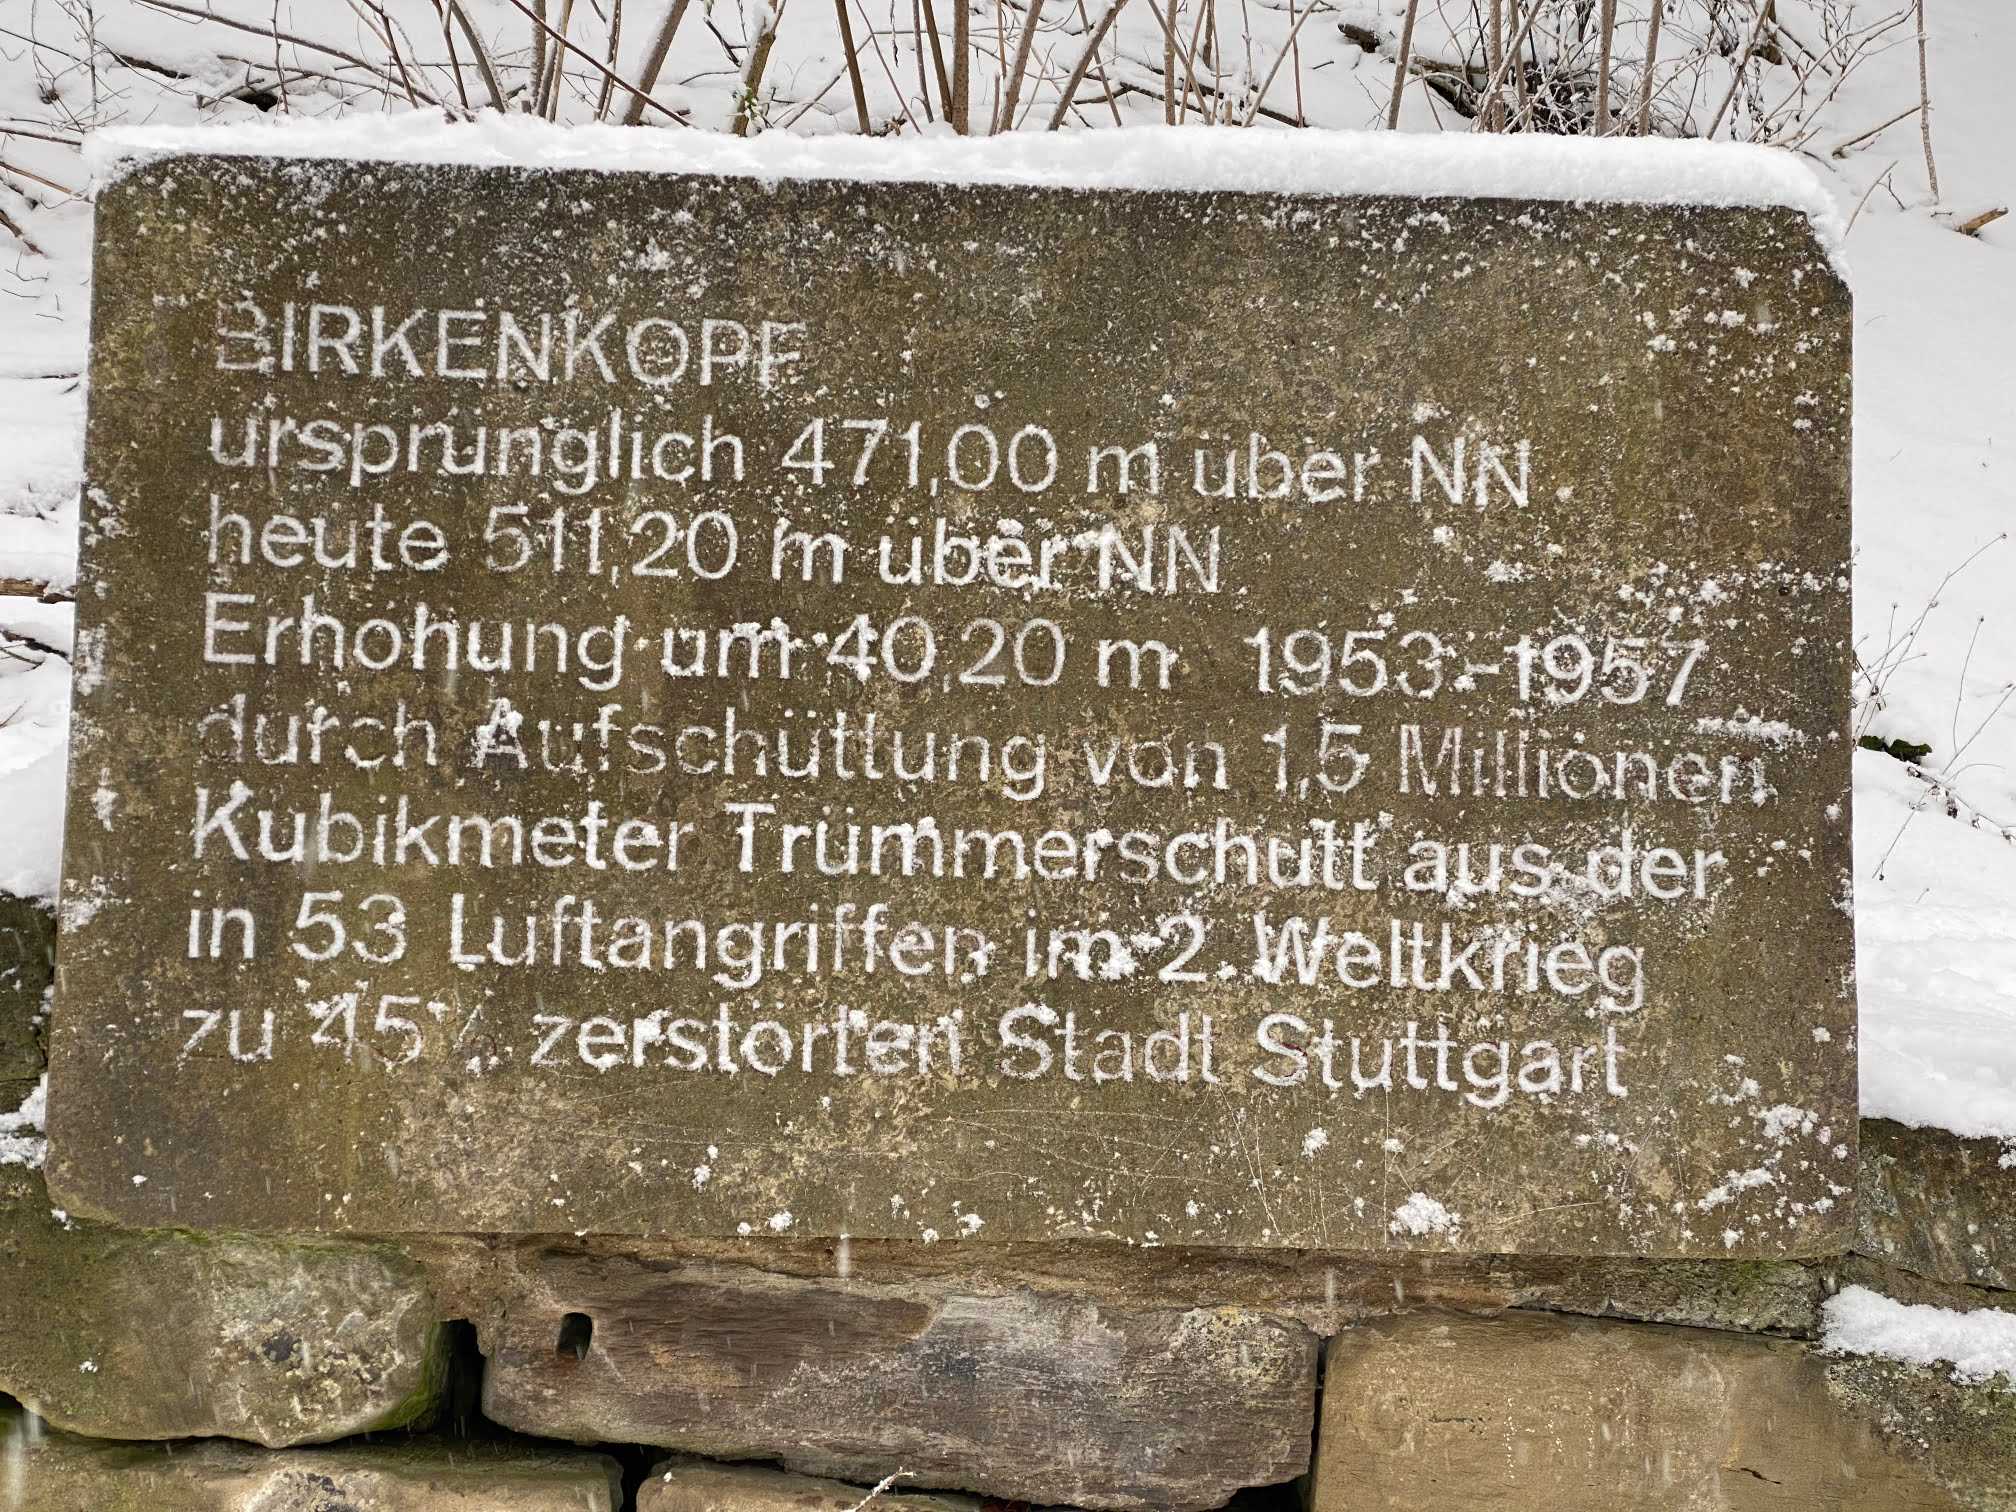 BIRKENKOPF
ursprünglich 471,00 m über NN
heute 511,20 m über NN
Erhöhung um 40,20 m 1953-1957
durch Aufschüttung von 1,5 Millionen
Kubikmeter Trümmerschutt aus der
in 53 Luftangriffen im 2. Weltkrieg
zu 45% zerstörten Stadt Stuttgart